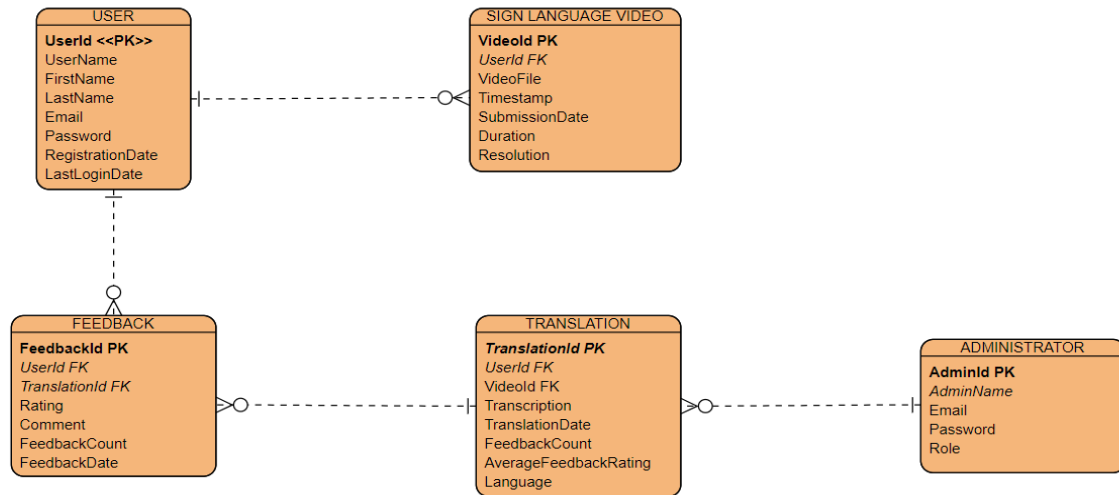 USER
UserId <<PK>>
UserName
FirstName
LastName
Email
Password
RegistrationDate
LastLoginDate
SIGN LANGUAGE VIDEO
VideoId PK
UserId FK
VideoFile
Timestamp
SubmissionDate
Duration
Resolution
FEEDBACK
FeedbackId PK
UserId FK
TranslationId FK
Rating
Comment
FeedbackCount
FeedbackDate
TRANSLATION
TranslationId PK
UserId FK
VideoId FK
Transcription
TranslationDate
FeedbackCount
AverageFeedbackRating
Language
ADMINISTRATOR
AdminId PK
AdminName
Email
Password
Role